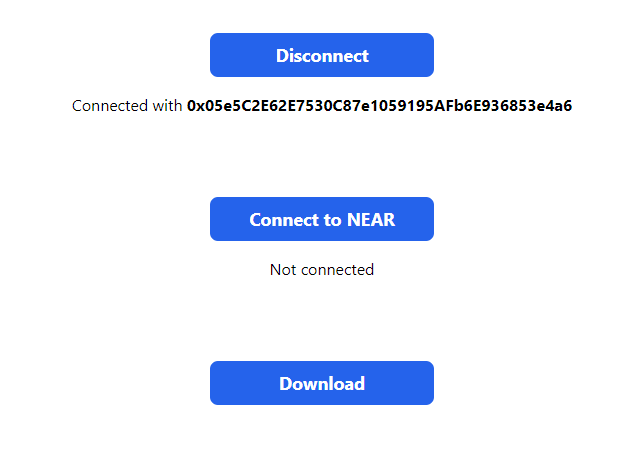 Disconnect
Connected with 0x05e5C2E62E7530C87e1059195AFb6E936853e4a6
Connect to NEAR
Not connected
Download